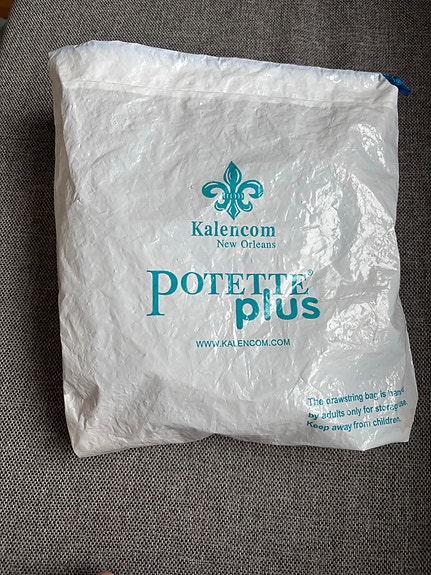 Kalencom
New Orleans
POTETTE®
plus
WWW.KALENCOM.COM
The drawstring bag is
by adults only for storage use.
Keep away from children.